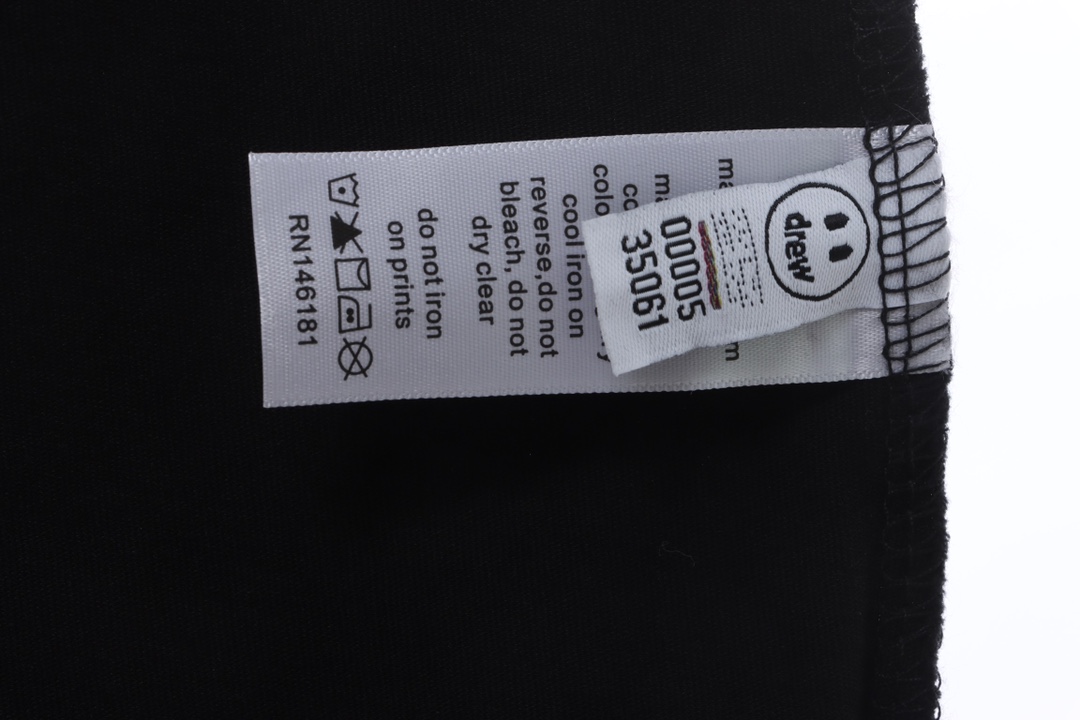 drew
00005
35061
cool iron on
reverse,do not
bleach, do not
dry clear
do not iron
on prints
RN146181